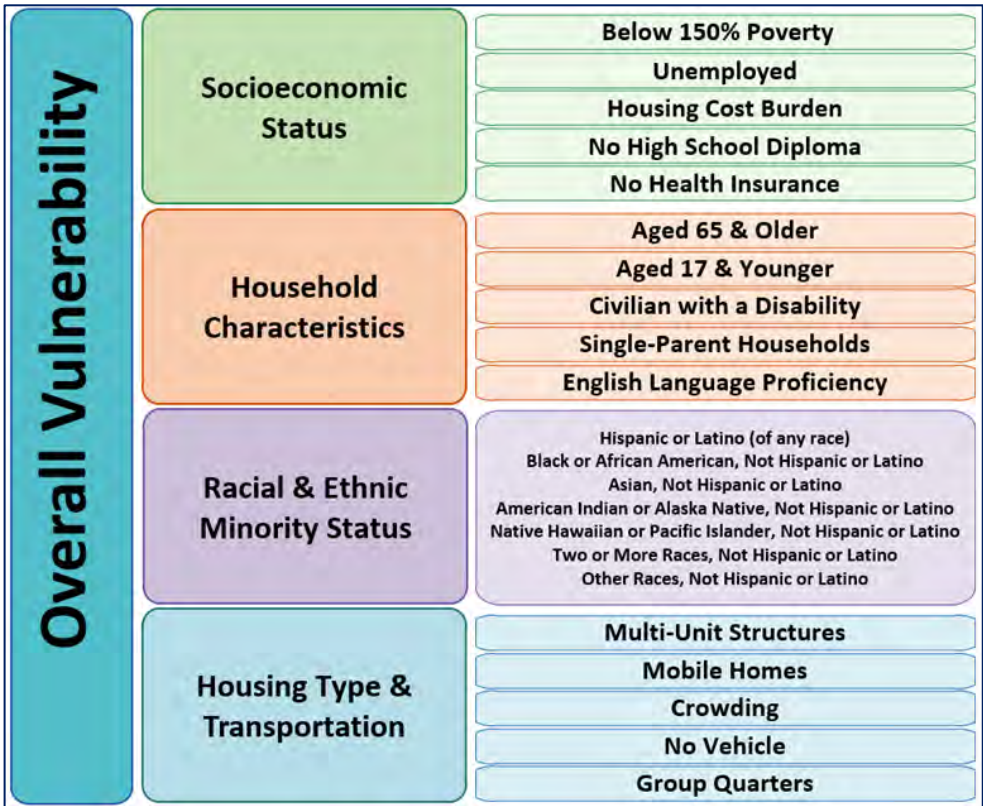 Overall Vulnerability
Socioeconomic
Status
Below 150% Poverty
Unemployed
Housing Cost Burden
No High School Diploma
No Health Insurance
Household
Characteristics
Aged 65 & Older
Aged 17 & Younger
Civilian with a Disability
Single-Parent Households
English Language Proficiency
Racial & Ethnic
Minority Status
Hispanic or Latino (of any race)
Black or African American, Not Hispanic or Latino
Asian, Not Hispanic or Latino
American Indian or Alaska Native, Not Hispanic or Latino
Native Hawaiian or Pacific Islander, Not Hispanic or Latino
Two or More Races, Not Hispanic or Latino
Other Races, Not Hispanic or Latino
Housing Type &
Transportation
Multi-Unit Structures
Mobile Homes
Crowding
No Vehicle
Group Quarters